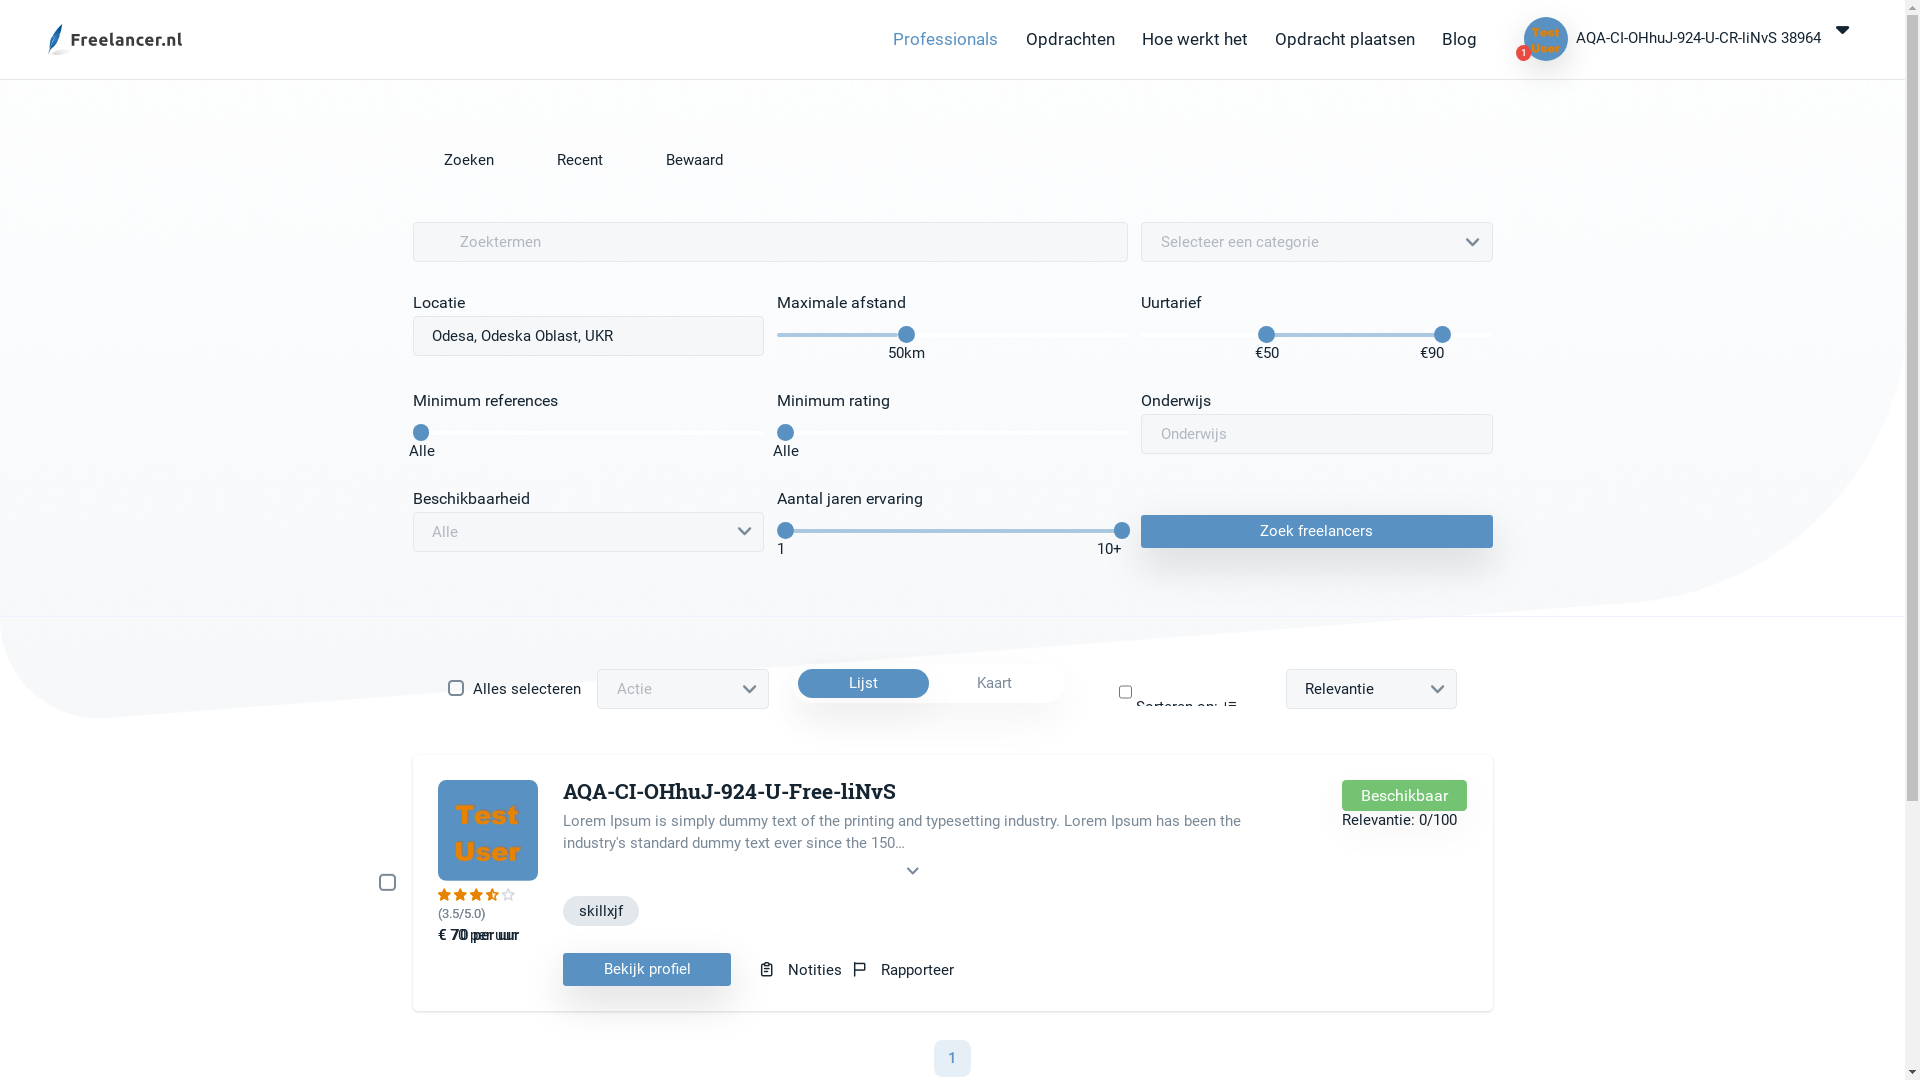 Freelancer.nl
Professionals Opdrachten Hoe werkt het Opdracht plaatsen Blog
Test User
1
AQA-CI-OHhuJ-924-U-CR-liNvS 38964
Zoeken Recent Bewaard
Zoektermen
Selecteer een categorie
Locatie Maximale afstand Uurtarief
Odesa, Odeska Oblast, UKR
50km €50 €90
Minimum references Minimum rating Onderwijs
Onderwijs
Alle Alle
Beschikbaarheid Aantal jaren ervaring
Alle
Zoek freelancers
1 10+
Alles selecteren Actie Lijst Kaart Sorteren op: Relevantie
Test
User
AQA-CI-OHhuJ-924-U-Free-liNvS
Beschikbaar
Relevantie: 0/100
Lorem Ipsum is simply dummy text of the printing and typesetting industry. Lorem Ipsum has been the
industry's standard dummy text ever since the 150...
(3.5/5.0)
€ 70 per uur
skillxjf
Bekijk profiel Notities Rapporteer
1